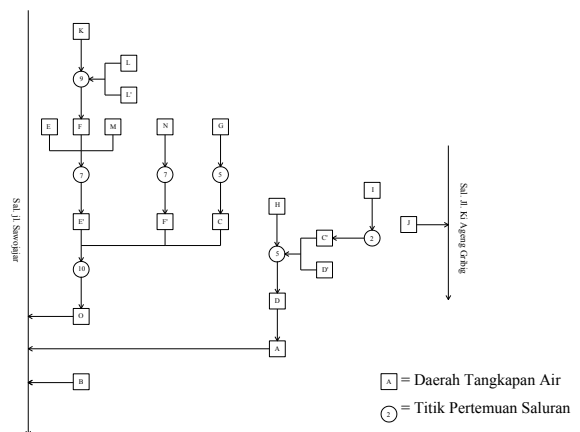 K
L
9
L'
E
F
M
N
G
7
7
5
I
H
J
C'
2
E'
F'
C
5
D'
10
D
O
A
B
Sal. jl. Sawojajar
Sal. Jl. Ki Ageng Gribig
A = Daerah Tangkapan Air
2 = Titik Pertemuan Saluran